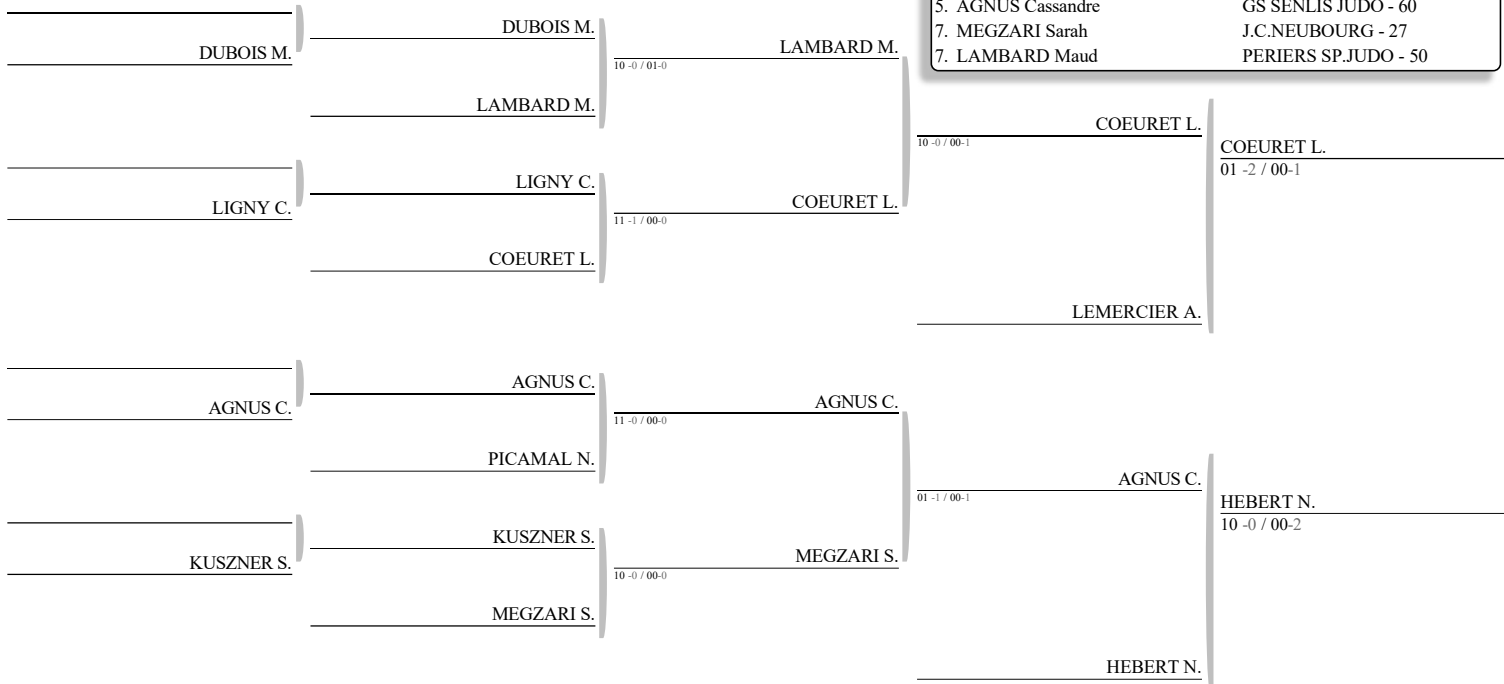 5. AGNUS Cassandre GS SENLIS JUDO - 60
7. MEGZARI Sarah J.C.NEUBOURG - 27
7. LAMBARD Maud PERIERS SP.JUDO - 50
DUBOIS M.
DUBOIS M.
LAMBARD M.
10 -0 / 01-0
LAMBARD M.
COEURET L.
10 -0 / 00-1
COEURET L.
01 -2 / 00-1
LIGNY C.
LIGNY C.
COEURET L.
11 -1 / 00-0
COEURET L.
LEMERCIER A.
AGNUS C.
AGNUS C.
AGNUS C.
11 -0 / 00-0
PICAMAL N.
AGNUS C.
01 -1 / 00-1
HEBERT N.
10 -0 / 00-2
KUSZNER S.
KUSZNER S.
MEGZARI S.
10 -0 / 00-0
MEGZARI S.
HEBERT N.